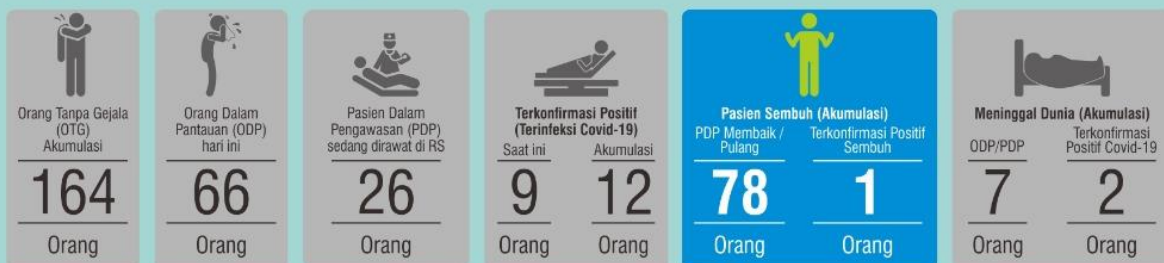 Orang Tanpa Gejala
(OTG)
Akumulasi
164
Orang
Orang Dalam
Pantauan (ODP)
hari ini
66
Orang
Pasien Dalam
Pengawasan (PDP)
sedang dirawat di RS
26
Orang
Terkonfirmasi Positif
(Terinfeksi Covid-19)
Saat ini
9
Orang
Akumulasi
12
Orang
Pasien Sembuh (Akumulasi)
PDP Membaik /
Pulang
78
Orang
Terkonfirmasi Positif
Sembuh
1
Orang
Meninggal Dunia (Akumulasi)
ODP/PDP
7
Orang
Terkonfirmasi
Positif Covid-19
2
Orang